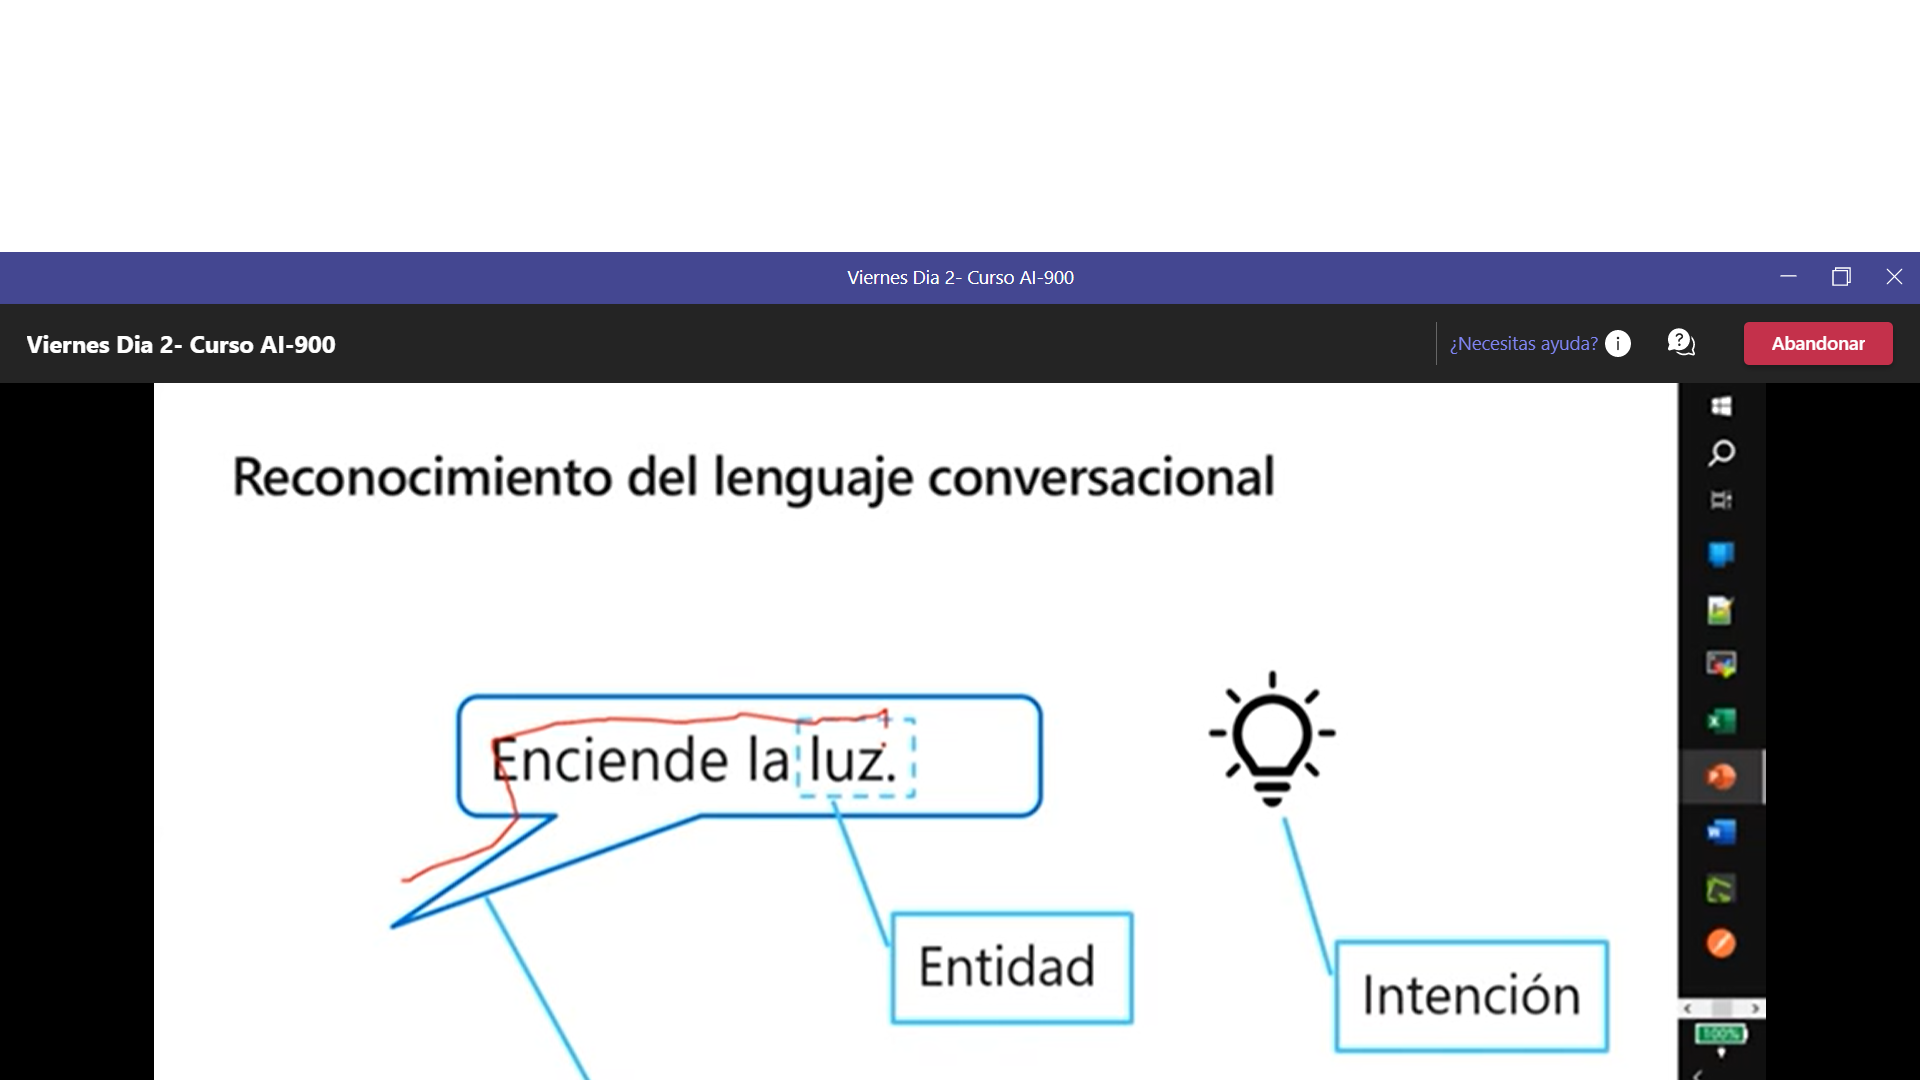 Viernes Dia 2- Curso AI-900
Viernes Dia 2- Curso AI-900
¿Necesitas ayuda?
Abandonar
Reconocimiento del lenguaje conversacional
Enciende la luz.
Entidad
Intención
100%